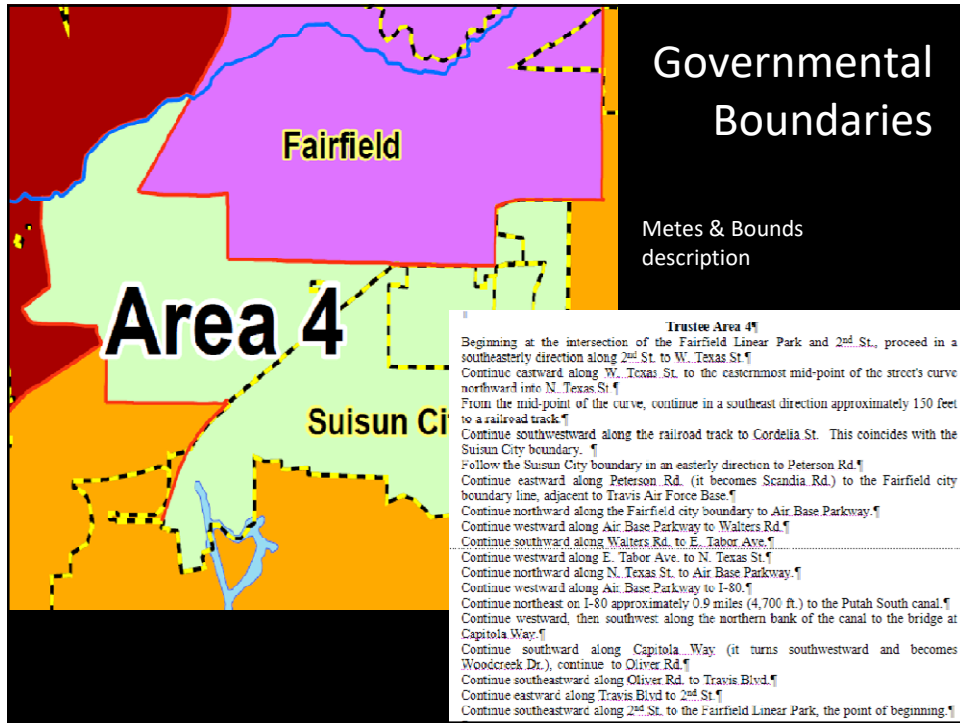 Governmental
Boundaries
Metes & Bounds
description
Fairfield
Area 4
Suisun Ci
Trustee Area 4¶
Beginning at the intersection of the Fairfield Linear Park and 2nd St., proceed in a
southeasterly direction along 2nd St. to W. Texas St.¶
Continue eastward along W. Texas St. to the easternmost mid-point of the street's curve
northward into N. Texas St.¶
From the mid-point of the curve, continue in a southeast direction approximately 150 feet
to a railroad track.¶
Continue southwestward along the railroad track to Cordelia St. This coincides with the
Suisun City boundary. ¶
Follow the Suisun City boundary in an easterly direction to Peterson Rd.¶
Continue eastward along Peterson Rd. (it becomes Scandia Rd.) to the Fairfield city
boundary line, adjacent to Travis Air Force Base.¶
Continue northward along the Fairfield city boundary to Air Base Parkway.¶
Continue westward along Air Base Parkway to Walters Rd.¶
Continue southward along Walters Rd. to E. Tabor Ave.¶
Continue westward along E. Tabor Ave. to N. Texas St.¶
Continue northward along N. Texas St. to Air Base Parkway.¶
Continue westward along Air Base Parkway to I-80.¶
Continue northeast on I-80 approximately 0.9 miles (4,700 ft.) to the Putah South canal.¶
Continue westward, then southwest along the northern bank of the canal to the bridge at
Capitola Way.¶
Continue southward along Capitola Way (it turns southwestward and becomes
Woodcreek Dr.), continue to Oliver Rd.¶
Continue southeastward along Oliver Rd. to Travis Blvd.¶
Continue eastward along Travis Blvd to 2nd St.¶
Continue southeastward along 2nd St. to the Fairfield Linear Park, the point of beginning.¶